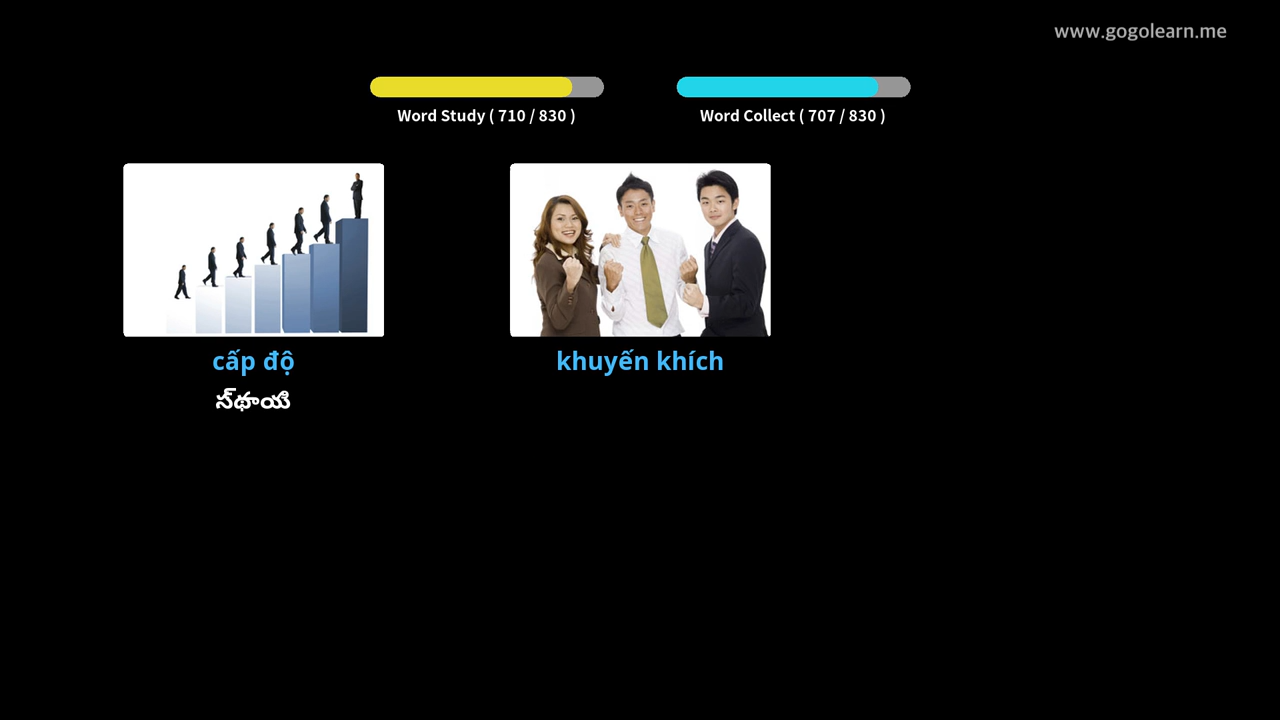 www.gogolearn.me
Word Study ( 710 / 830 )
Word Collect ( 707 / 830 )
cấp độ
khuyến khích
స్థాయి